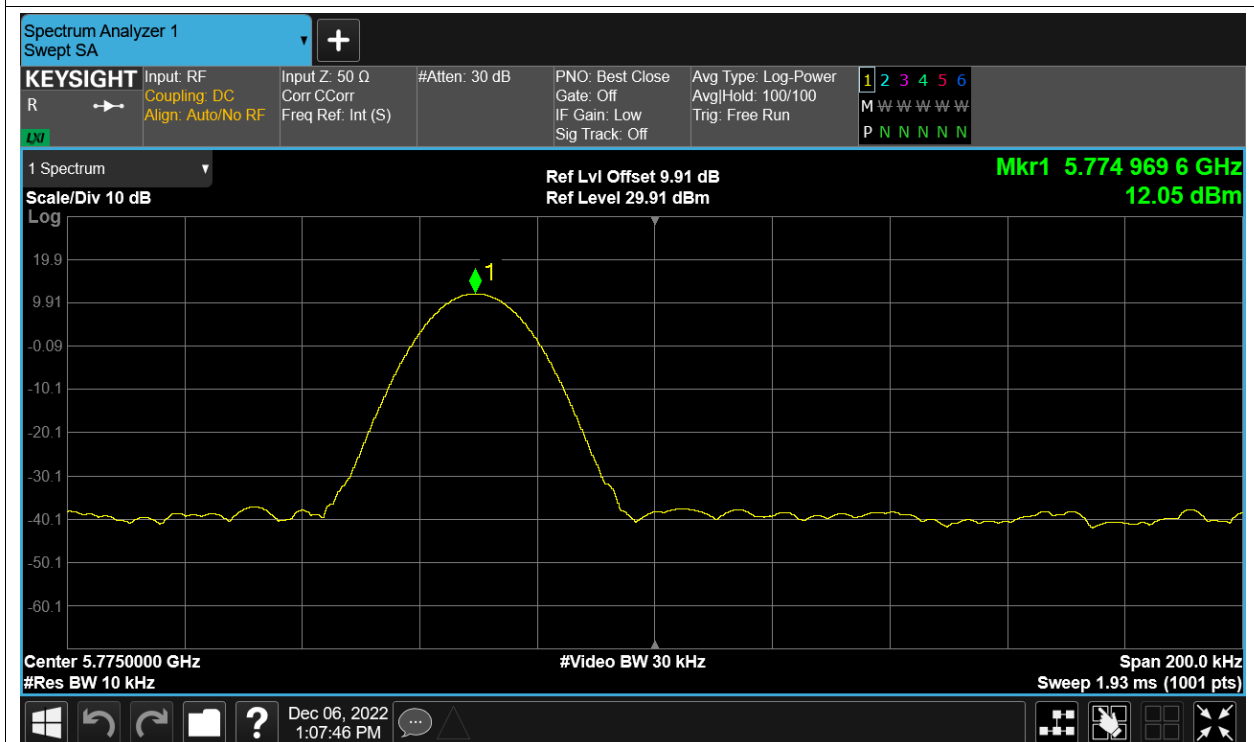 Spectrum Analyzer 1
Swept SA
+
KEYSIGHT
R
LXI
Input: RF
Coupling: DC
Align: Auto/No RF
Input Z: 50 Ω
Corr CCorr
Freq Ref: Int (S)
#Atten: 30 dB
PNO: Best Close
Gate: Off
IF Gain: Low
Sig Track: Off
Avg Type: Log-Power
Avg|Hold: 100/100
Trig: Free Run
1 2 3 4 5 6
M W W W W W
P N N N N N
1 Spectrum
Scale/Div 10 dB
Log
Ref Lvl Offset 9.91 dB
Ref Level 29.91 dBm
Mkr1 5.774 969 6 GHz
12.05 dBm
1
19.9
9.91
-0.09
-10.1
-20.1
-30.1
-40.1
-50.1
-60.1
Center 5.7750000 GHz
#Res BW 10 kHz
#Video BW 30 kHz
Span 200.0 kHz
Sweep 1.93 ms (1001 pts)
?
Dec 06, 2022
1:07:46 PM